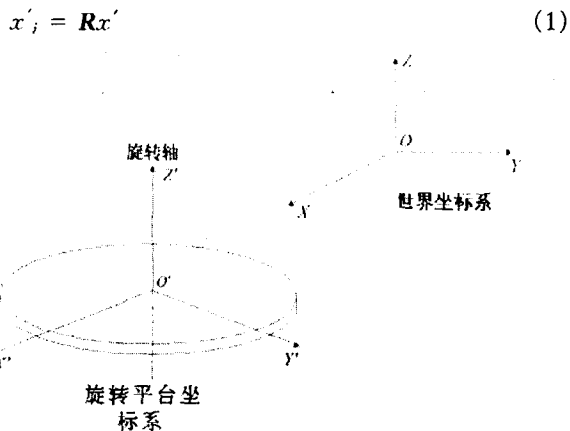 x'ᵢ = Rx' (1)
Z
O
Y
X
世界坐标系
旋转轴
Z'
O'
Y'
旋转平台坐
标系